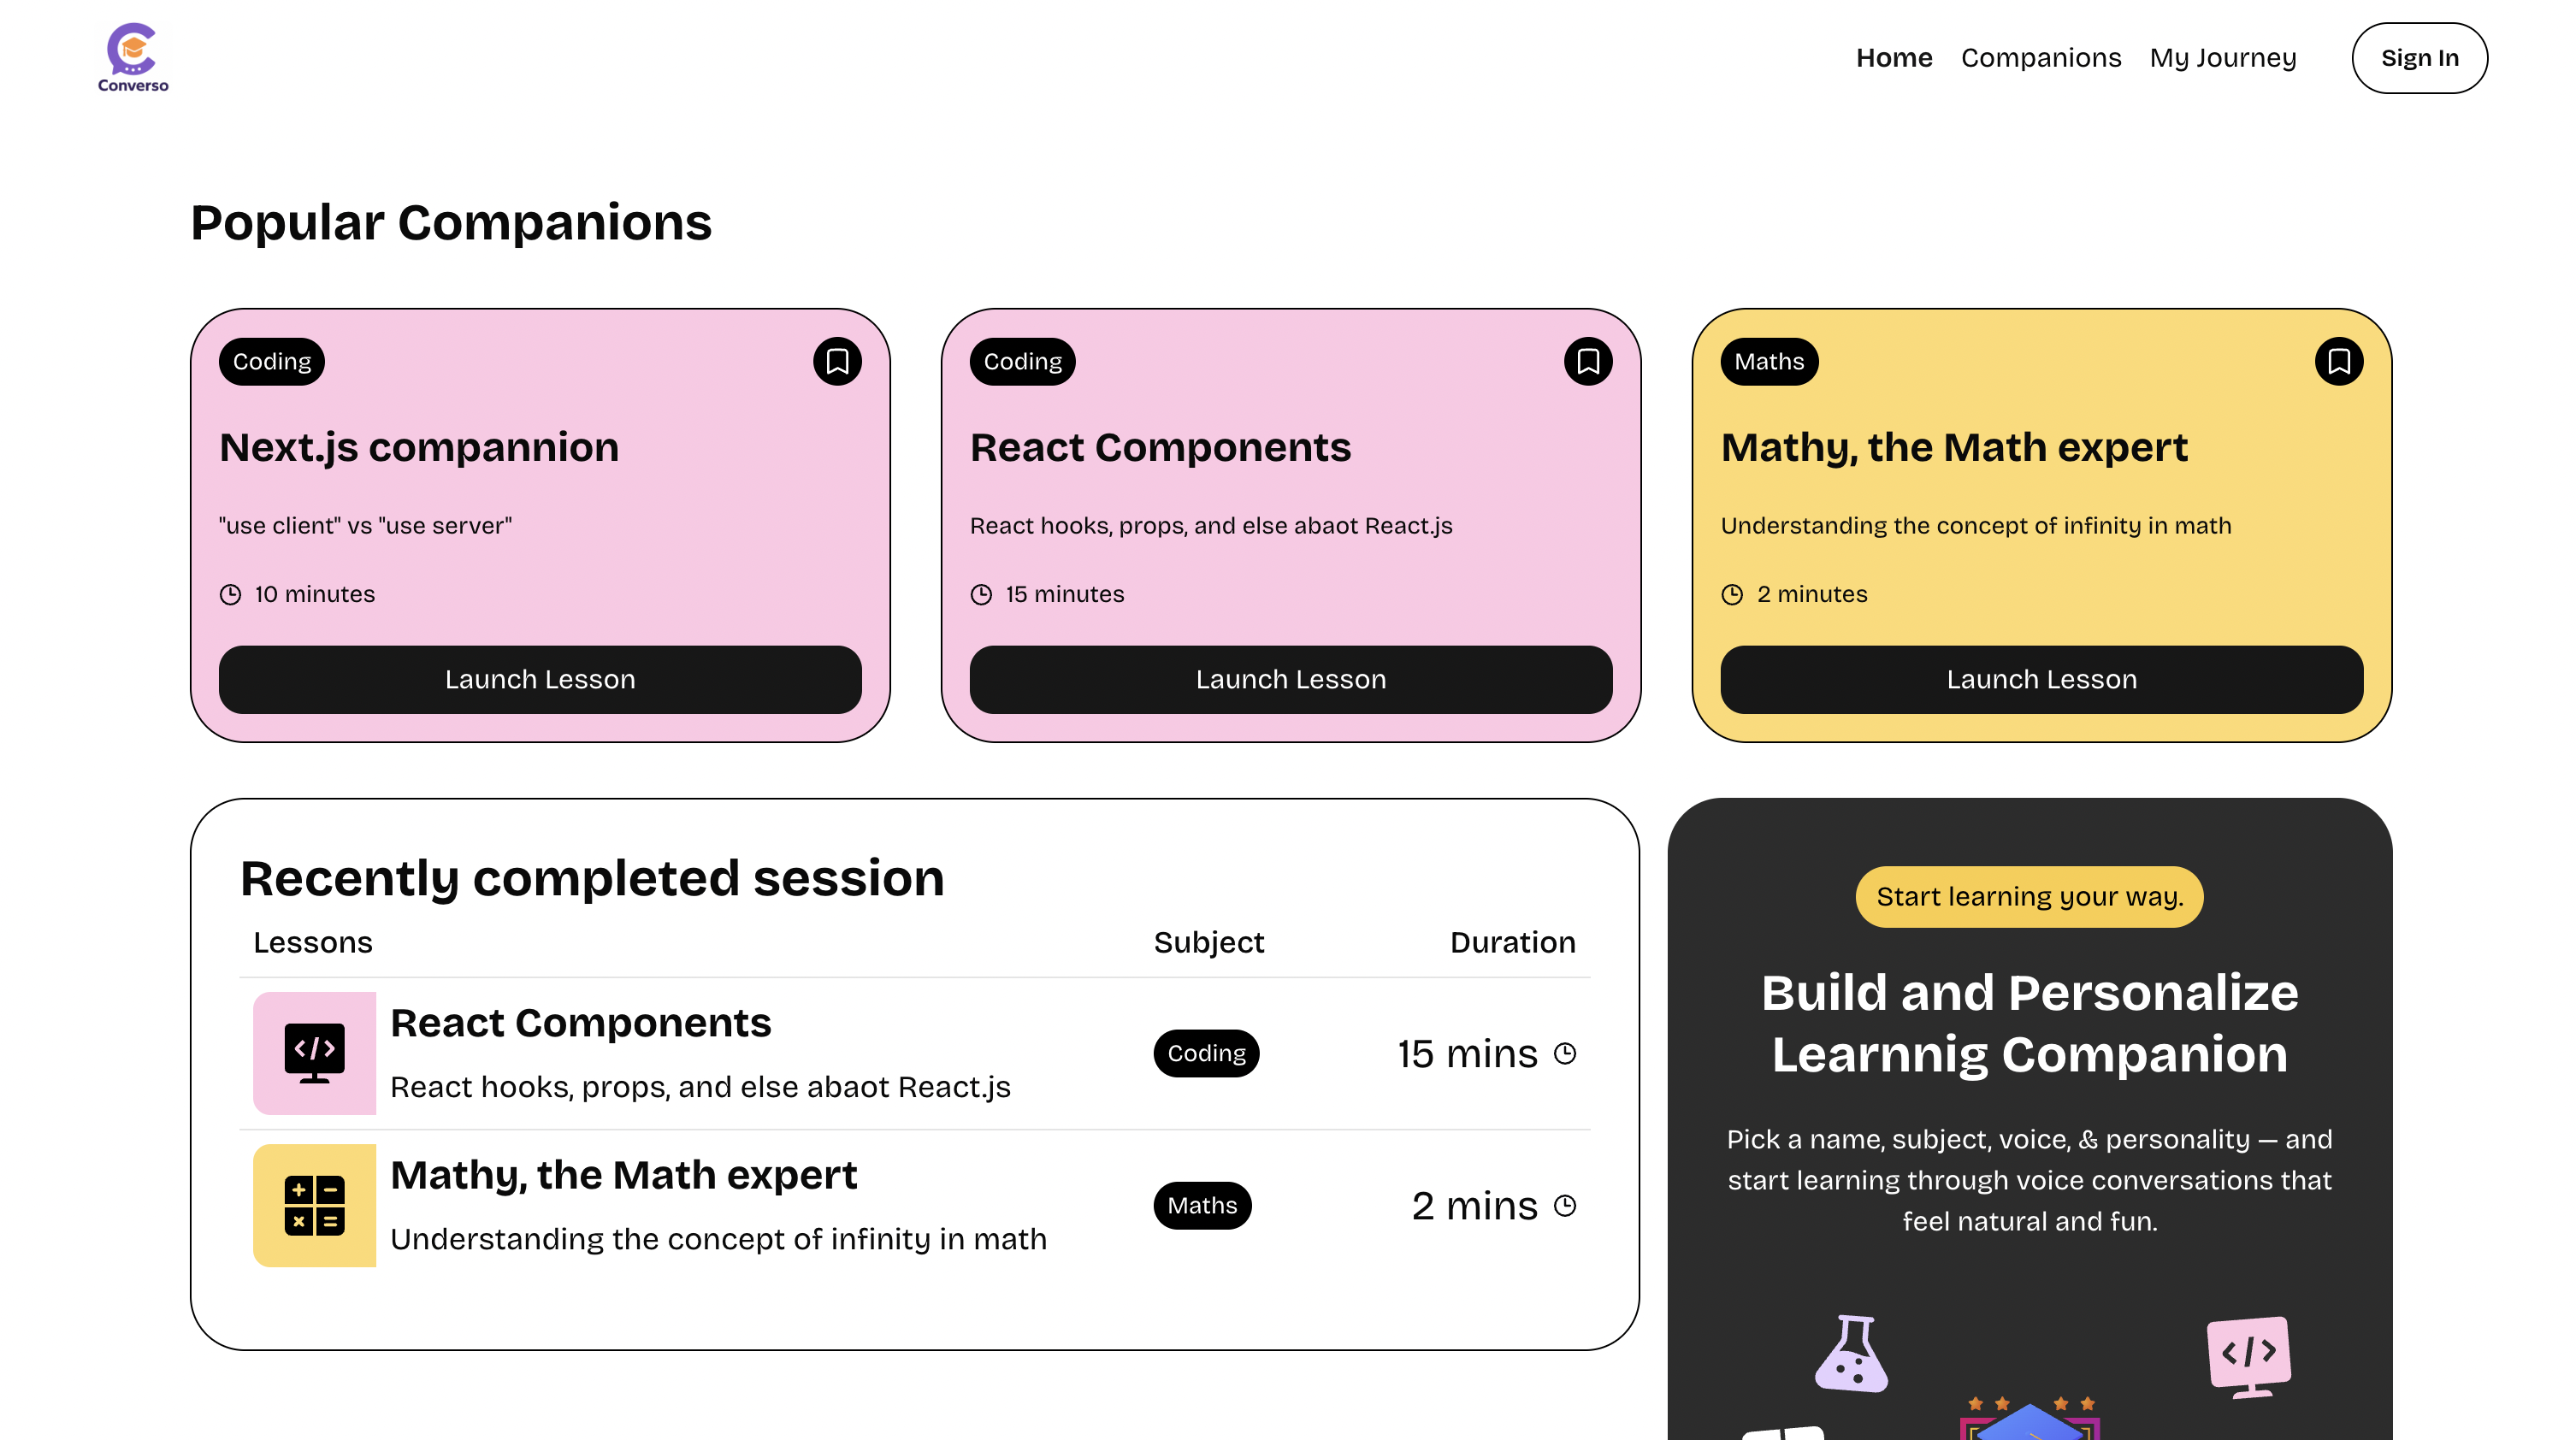 Converso
Home
Companions
My Journey
Sign In
Popular Companions
Coding
Next.js compannion
"use client" vs "use server"
10 minutes
Launch Lesson
Coding
React Components
React hooks, props, and else abaot React.js
15 minutes
Launch Lesson
Maths
Mathy, the Math expert
Understanding the concept of infinity in math
2 minutes
Launch Lesson
Recently completed session
Lessons
Subject
Duration
React Components
React hooks, props, and else abaot React.js
Coding
15 mins
Mathy, the Math expert
Understanding the concept of infinity in math
Maths
2 mins
Start learning your way.
Build and Personalize
Learnnig Companion
Pick a name, subject, voice, & personality — and
start learning through voice conversations that
feel natural and fun.